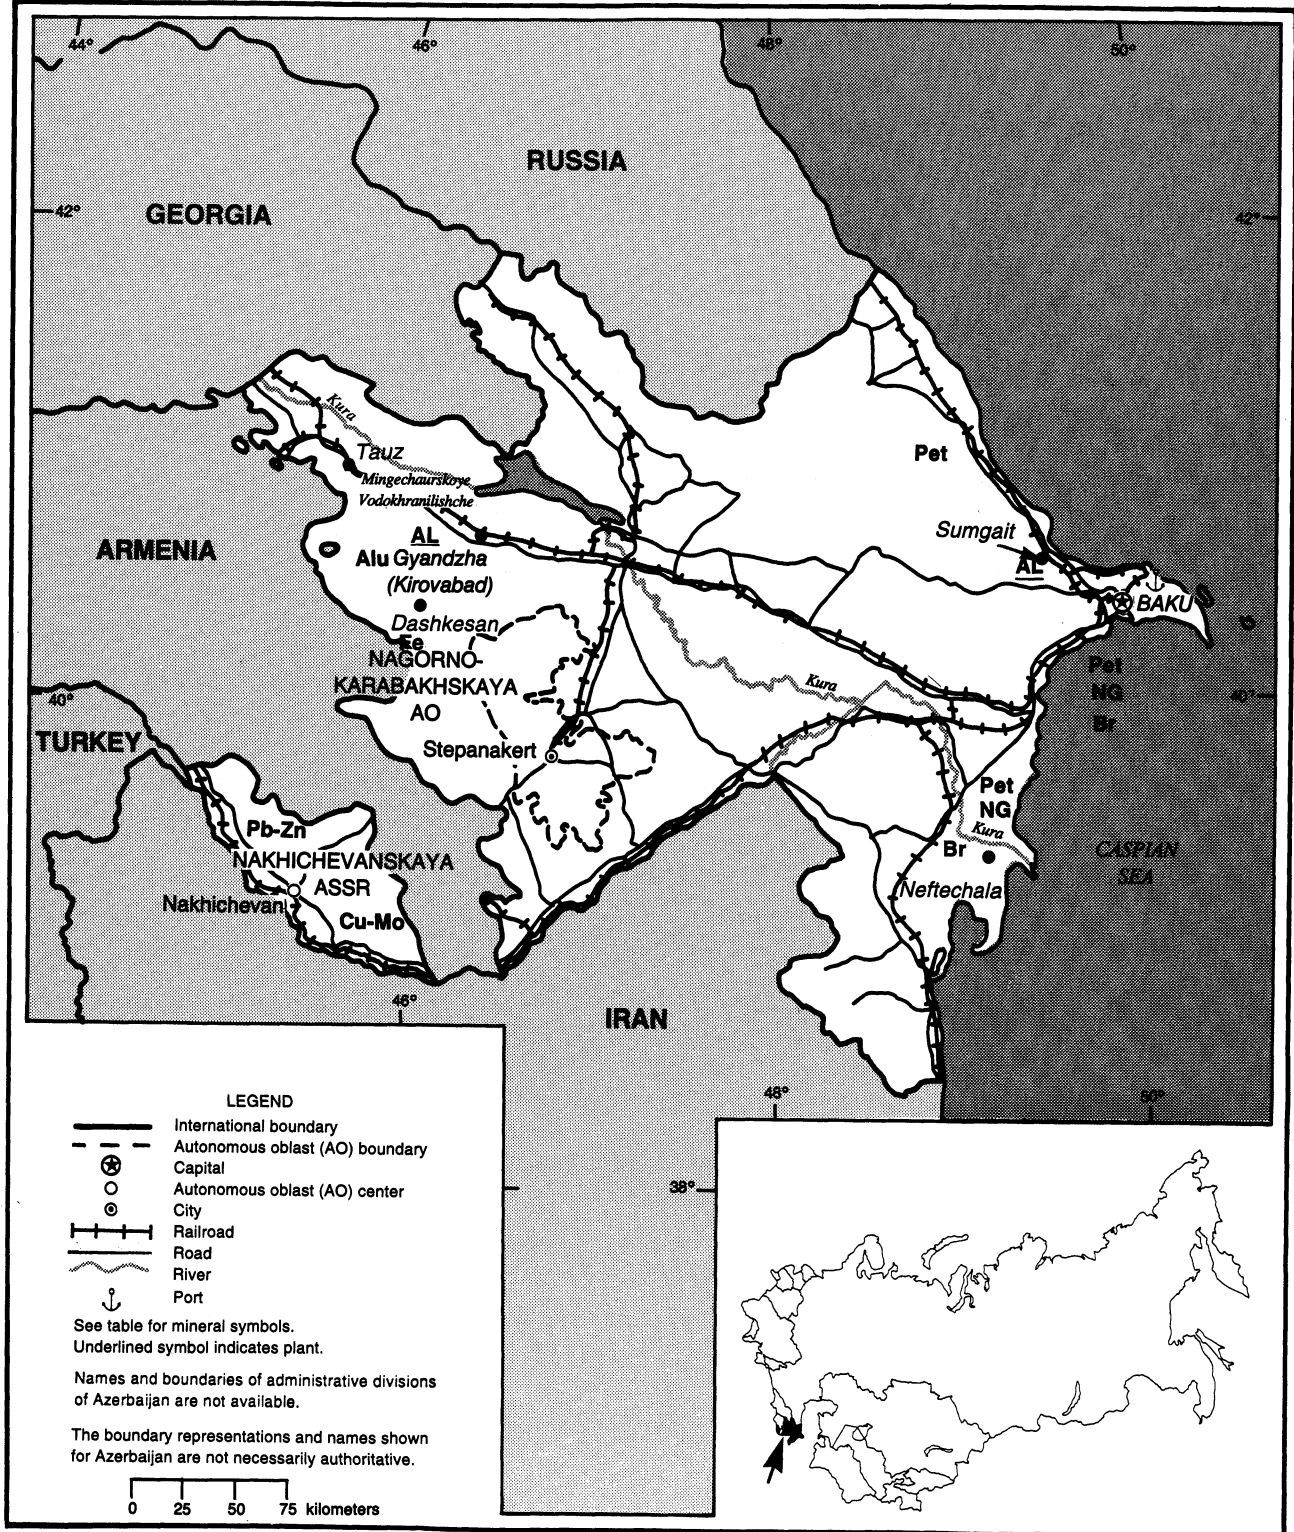 44°
46°
48°
50°
RUSSIA
42°
GEORGIA
42°
Kura
Tauz
Mingechaurskoye
Vodokhranilishche
Pet
Sumgait
AL
ARMENIA
AL
Alu Gyandzha
(Kirovabad)
BAKU
Dashkesan
Fe
NAGORNO-
KARABAKHSKAYA
AO
Pet
NG
Br
Kura
40°
40°
TURKEY
Stepanakert
Pet
NG
Kura
Pb-Zn
Br
CASPIAN
SEA
NAKHICHEVANSKAYA
ASSR
Nakhichevan
Neftechala
Cu-Mo
46°
IRAN
48°
50°
38°
LEGEND
International boundary
Autonomous oblast (AO) boundary
Capital
Autonomous oblast (AO) center
City
Railroad
Road
River
Port
See table for mineral symbols.
Underlined symbol indicates plant.
Names and boundaries of administrative divisions
of Azerbaijan are not available.
The boundary representations and names shown
for Azerbaijan are not necessarily authoritative.
0 25 50 75 kilometers